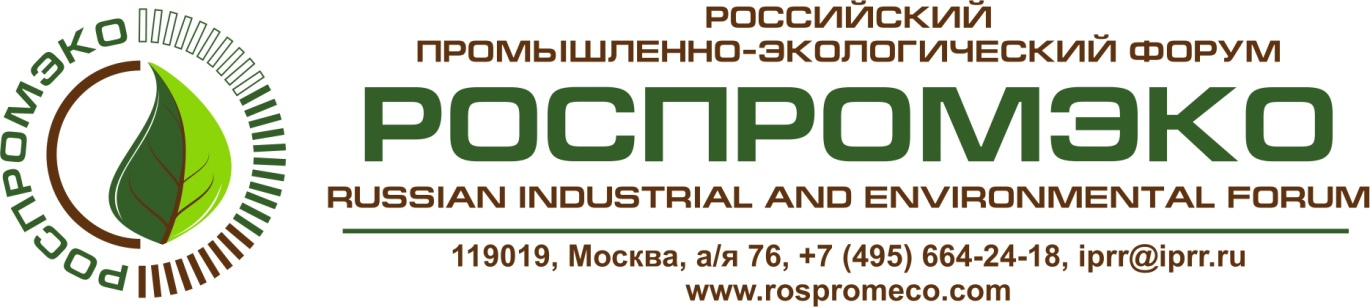 РОСПРОМЭКО
РОССИЙСКИЙ
ПРОМЫШЛЕННО-ЭКОЛОГИЧЕСКИЙ ФОРУМ
РОСПРОМЭКО
RUSSIAN INDUSTRIAL AND ENVIRONMENTAL FORUM
119019, Москва, а/я 76, +7 (495) 664-24-18, iprr@iprr.ru
www.rospromeco.com